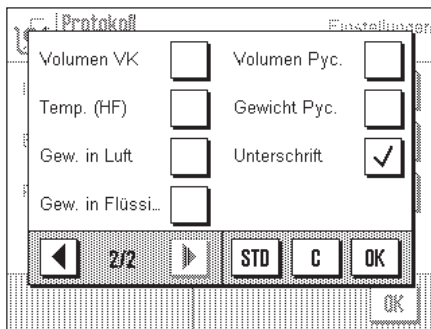 Protokoll Einstellungen
Volumen VK Volumen Pyc.
Temp. (HF) Gewicht Pyc.
Gew. in Luft Unterschrift
Gew. in Flüssi...
2/2 STD C OK
OK